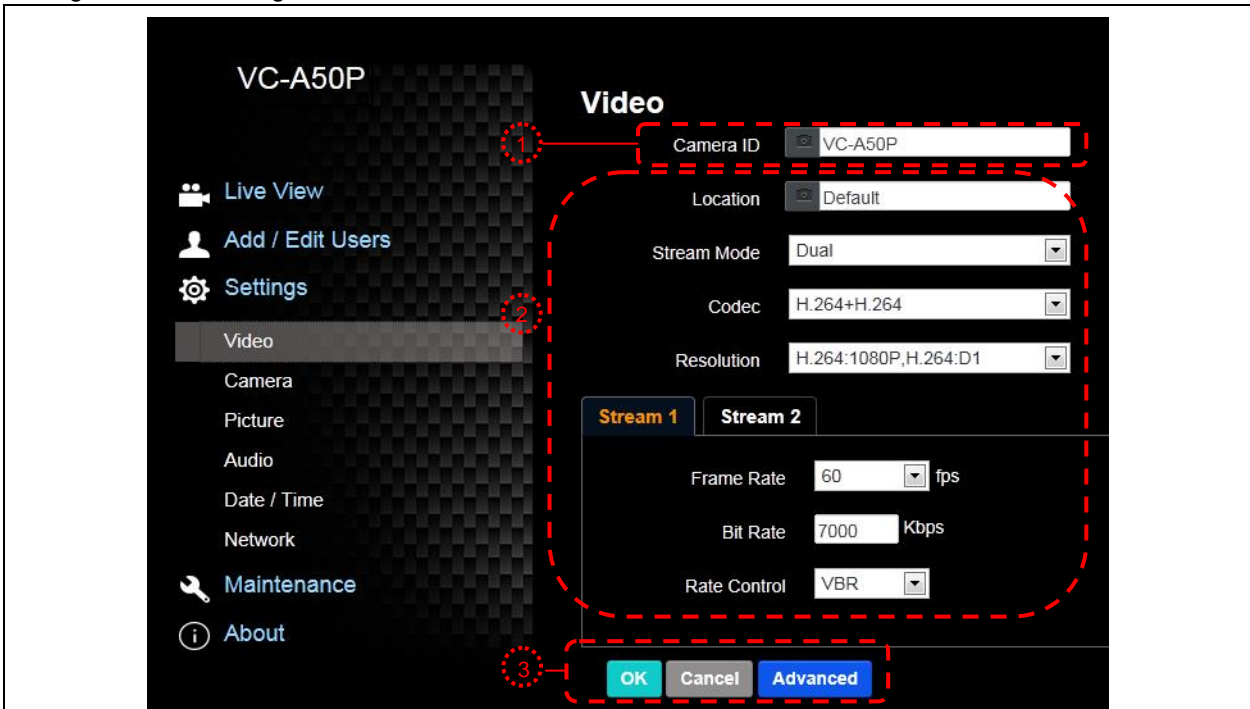 VC-A50P
Live View
Add / Edit Users
Settings
Video
Camera
Picture
Audio
Date / Time
Network
Maintenance
About
Video
1
Camera ID VC-A50P
2
Location Default
Stream Mode Dual
Codec H.264+H.264
Resolution H.264:1080P,H.264:D1
Stream 1 Stream 2
Frame Rate 60 fps
Bit Rate 7000 Kbps
Rate Control VBR
3
OK Cancel Advanced